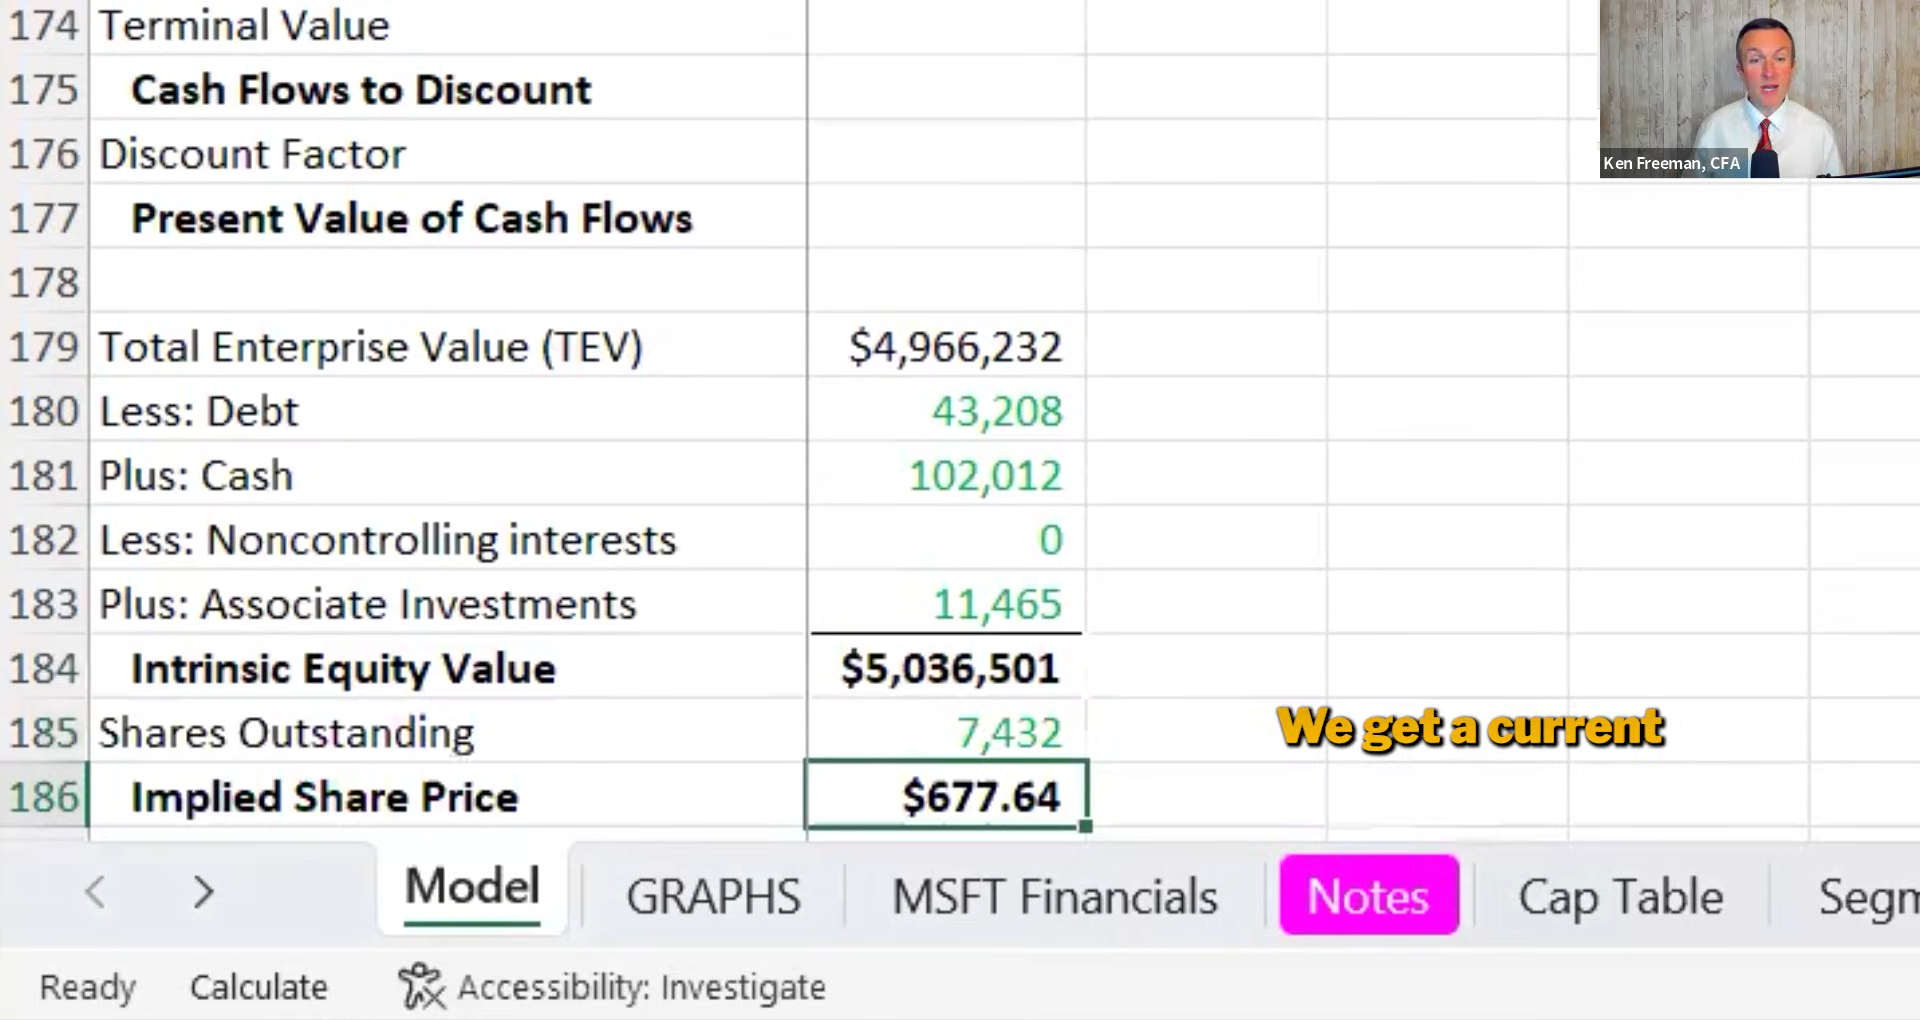 174 Terminal Value
175 Cash Flows to Discount
176 Discount Factor
177 Present Value of Cash Flows
178
179 Total Enterprise Value (TEV) $4,966,232
180 Less: Debt 43,208
181 Plus: Cash 102,012
182 Less: Noncontrolling interests 0
183 Plus: Associate Investments 11,465
184 Intrinsic Equity Value $5,036,501
185 Shares Outstanding 7,432
186 Implied Share Price $677.64
Ken Freeman, CFA
We get a current
Model GRAPHS MSFT Financials Notes Cap Table Segm
Ready Calculate Accessibility: Investigate